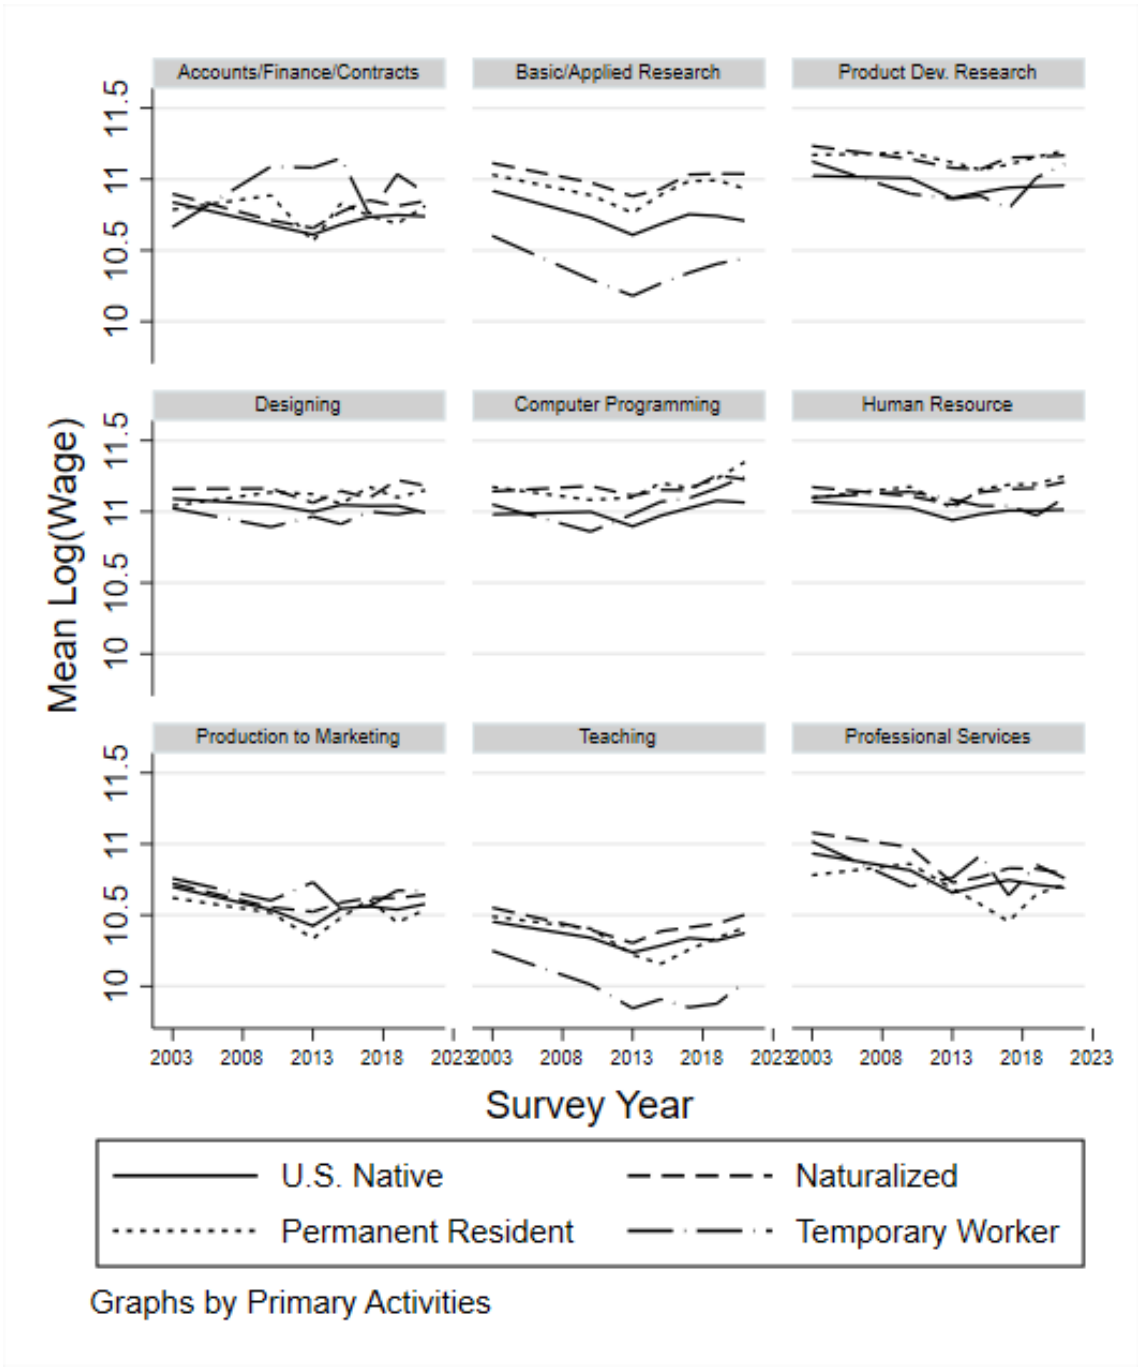 Accounts/Finance/Contracts Basic/Applied Research Product Dev. Research
11.5
11
10.5
10
Designing Computer Programming Human Resource
11.5
11
10.5
10
Mean Log(Wage)
Production to Marketing Teaching Professional Services
11.5
11
10.5
10
2003 2008 2013 2018 2023 2003 2008 2013 2018 2023 2003 2008 2013 2018 2023
Survey Year
U.S. Native Naturalized
Permanent Resident Temporary Worker
Graphs by Primary Activities